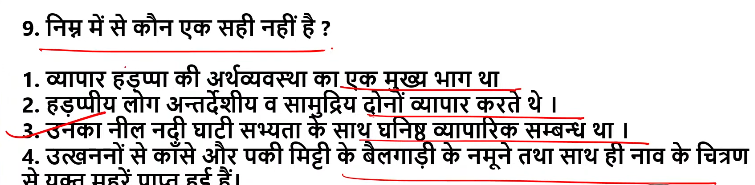 9. निम्न में से कौन एक सही नहीं है ?
1. व्यापार हड़प्पा की अर्थव्यवस्था का एक मुख्य भाग था
2. हड़प्पीय लोग अन्तर्देशीय व सामुद्रिय दोनों व्यापार करते थे ।
3. उनका नील नदी घाटी सभ्यता के साथ घनिष्ठ व्यापारिक सम्बन्ध था ।
4. उत्खननों से काँसे और पकी मिट्टी के बैलगाड़ी के नमूने तथा साथ ही नाव के चित्रण
से युक्त मुहरें प्राप्त हुई हैं।